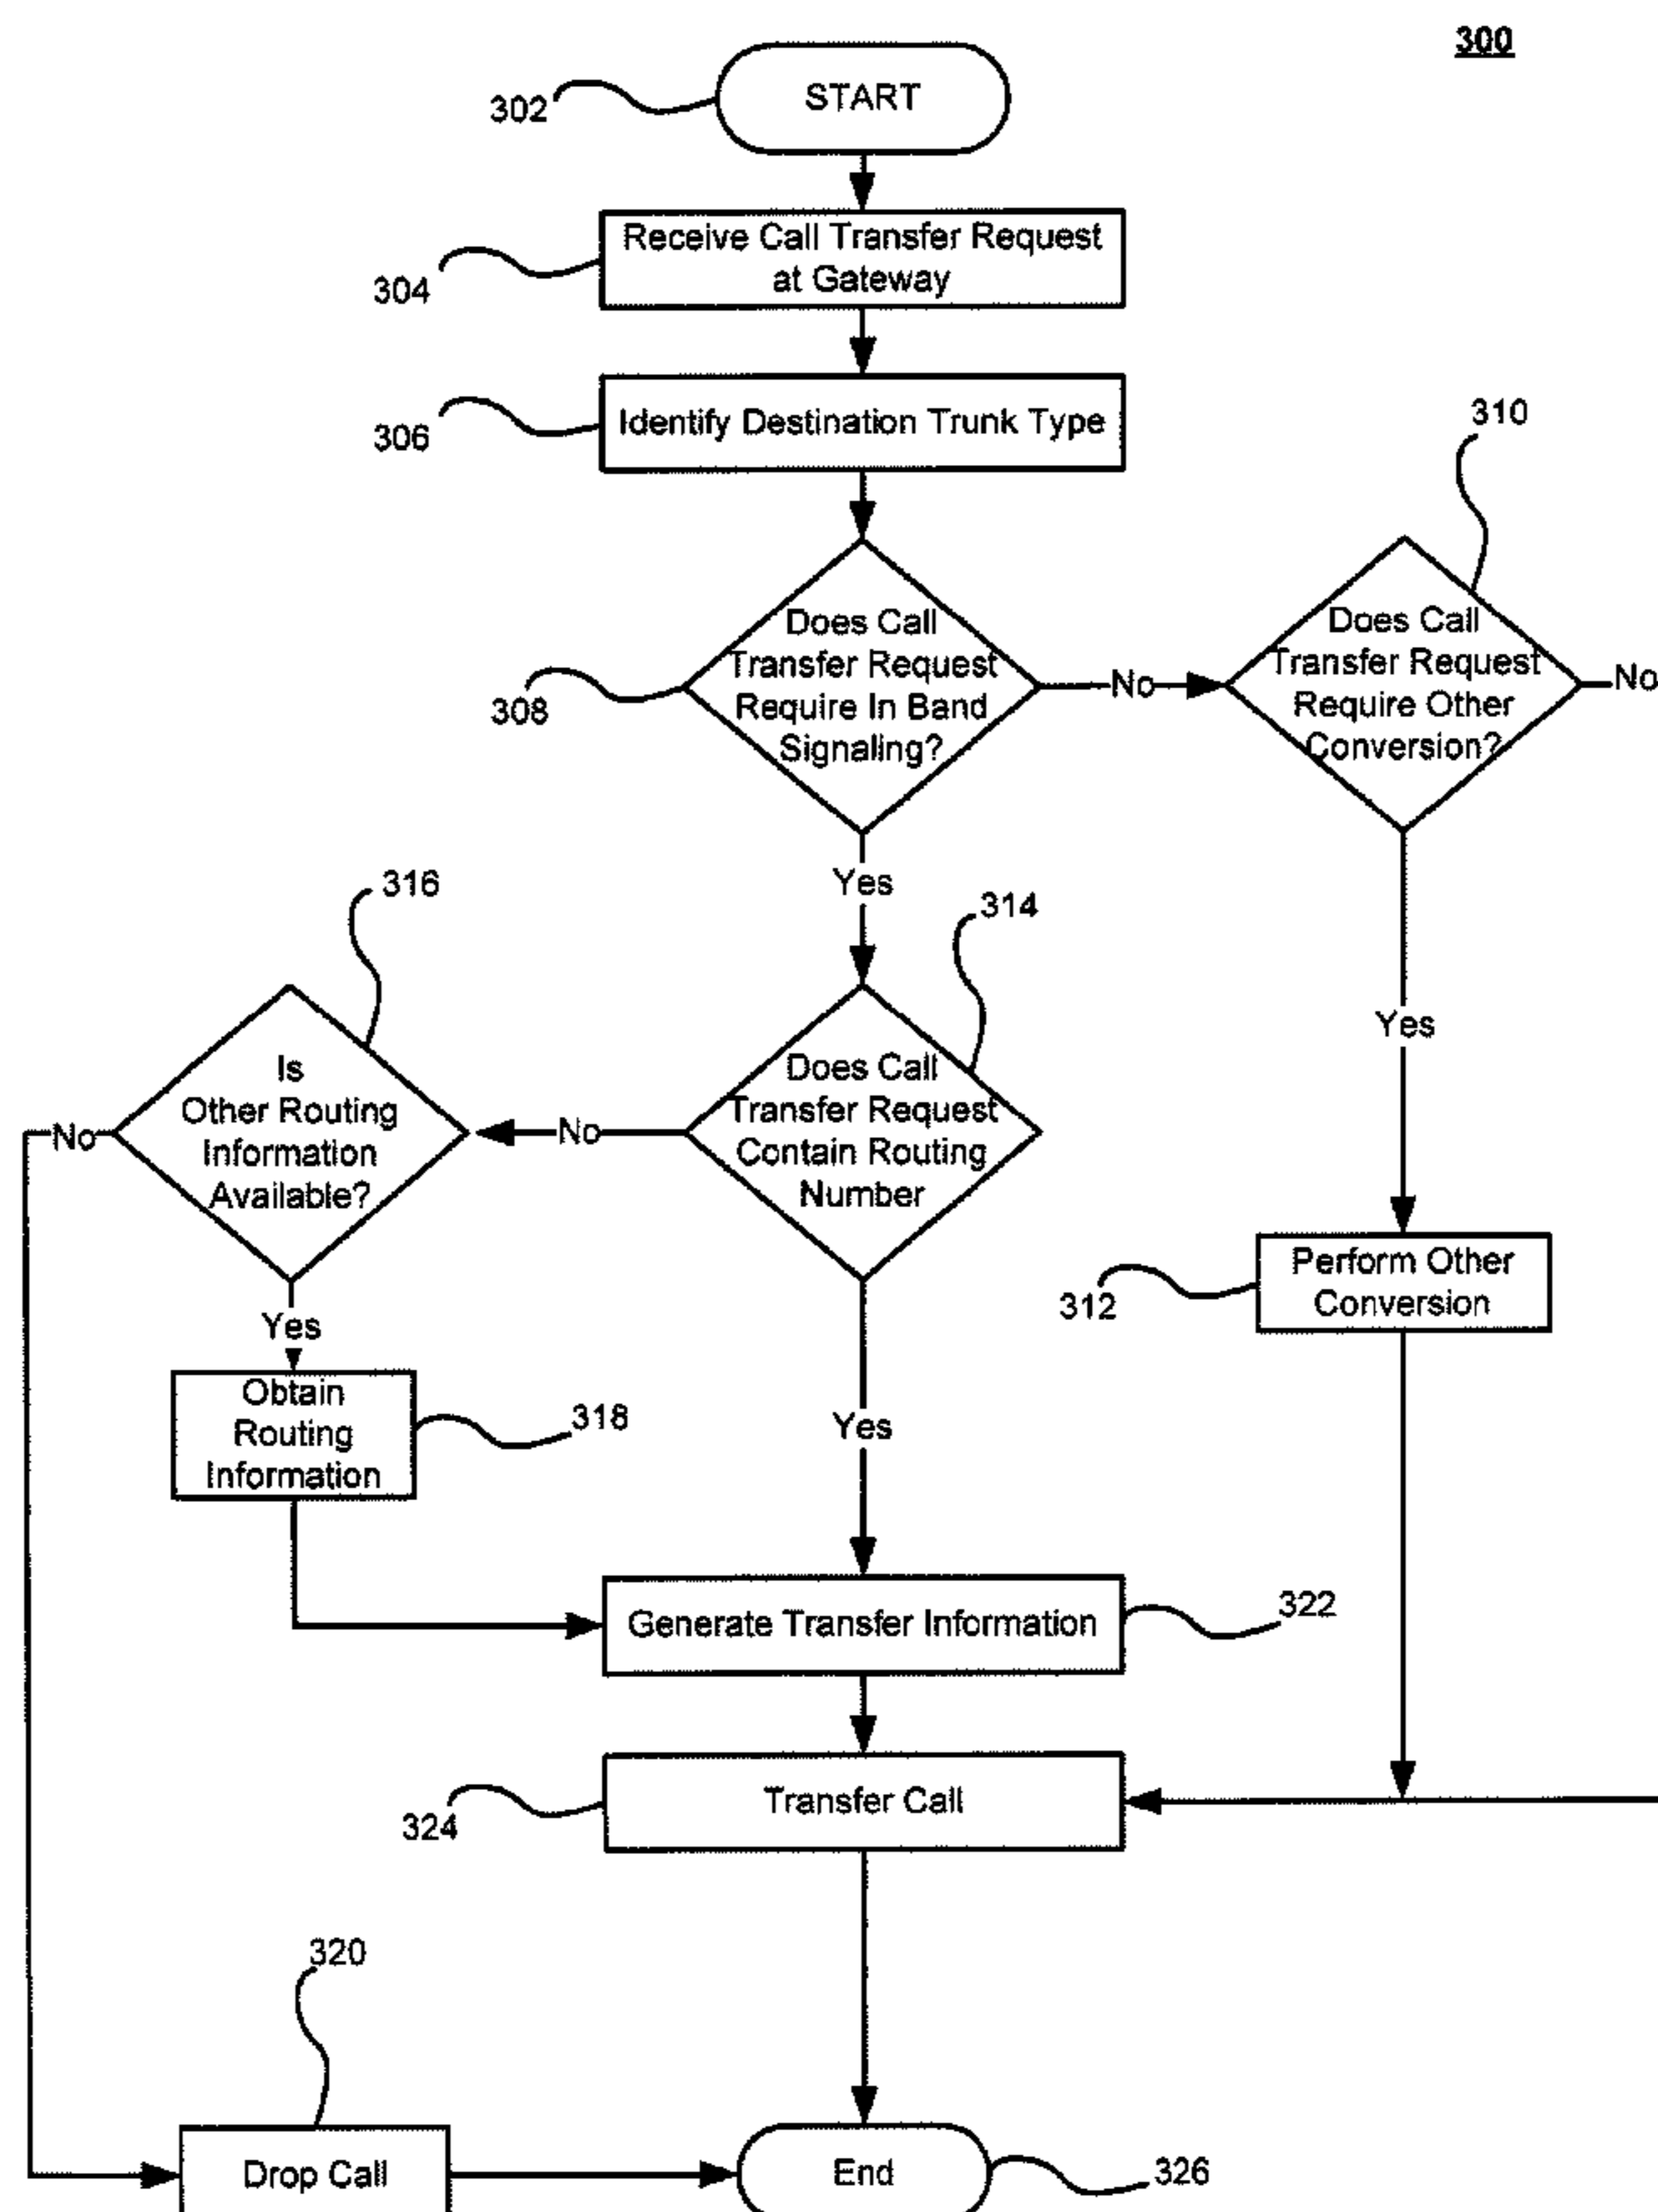 300
302
START
Receive Call Transfer Request
at Gateway
304
Identify Destination Trunk Type
306
310
Does Call
Transfer Request
Require In Band
Signaling?
308
No
Does Call
Transfer Request
Require Other
Conversion?
No
Yes
316
314
Yes
Is
Other Routing
Information
Available?
No
No
Does Call
Transfer Request
Contain Routing
Number
Perform Other
Conversion
312
Yes
Obtain
Routing
Information
318
Yes
Generate Transfer Information
322
Transfer Call
324
320
Drop Call
End
326